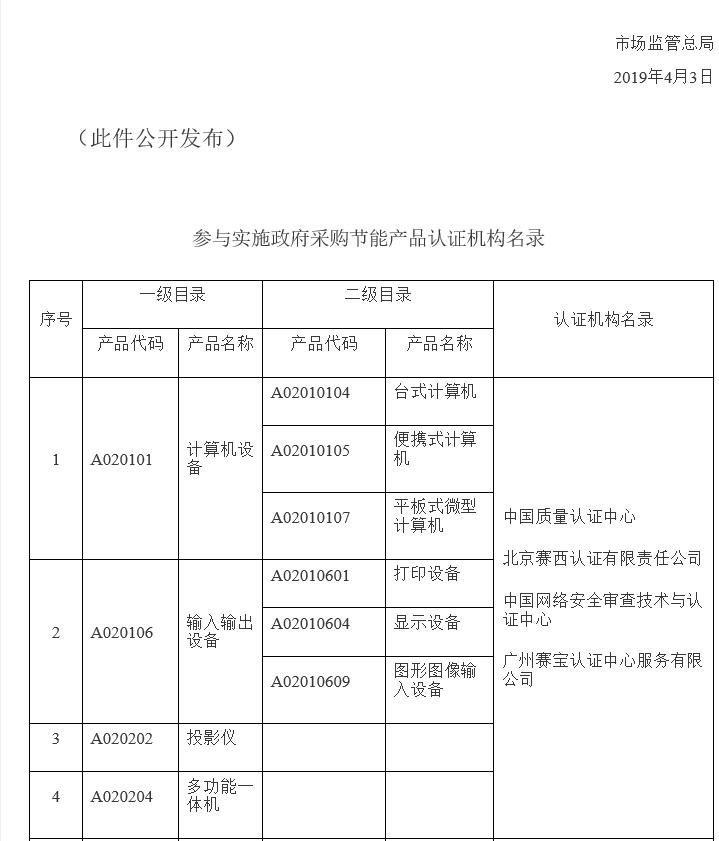 市场监管总局
2019年4月3日
（此件公开发布）
参与实施政府采购节能产品认证机构名录
序号
一级目录
二级目录
认证机构名录
产品代码
产品名称
产品代码
产品名称
1
A020101
计算机设
备
A02010104
台式计算机
A02010105
便携式计算
机
A02010107
平板式微型
计算机
中国质量认证中心
北京赛西认证有限责任公司
中国网络安全审查技术与认
证中心
广州赛宝认证中心服务有限
公司
2
A020106
输入输出
设备
A02010601
打印设备
A02010604
显示设备
A02010609
图形图像输
入设备
3
A020202
投影仪
4
A020204
多功能一
体机